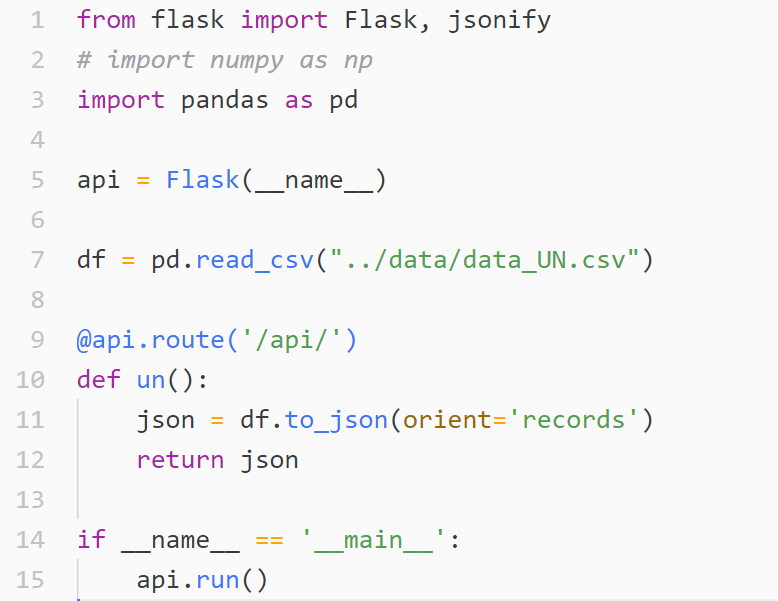 1 from flask import Flask, jsonify
2 # import numpy as np
3 import pandas as pd
4
5 api = Flask(__name__)
6
7 df = pd.read_csv("../data/data_UN.csv")
8
9 @api.route('/api/')
10 def un():
11     json = df.to_json(orient='records')
12     return json
13
14 if __name__ == '__main__':
15     api.run()